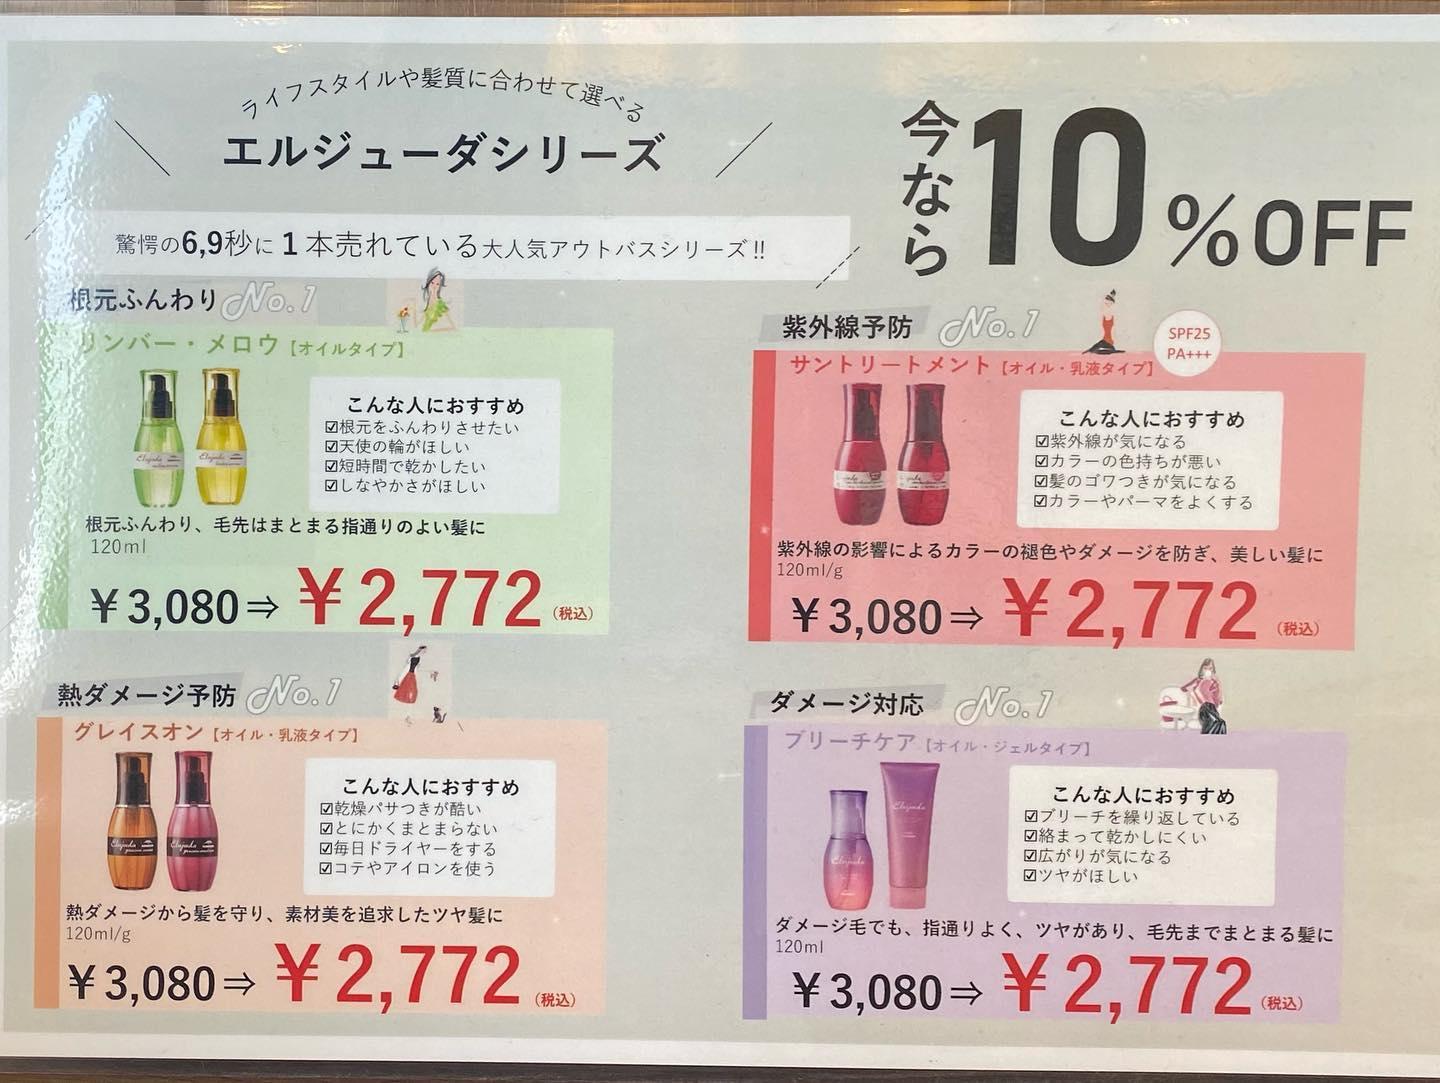 ライフスタイルや髪質に合わせて選べる
エルジューダシリーズ
今なら10%OFF
驚愕の6,9秒に1本売れている大人気アウトバスシリーズ!!
根元ふんわり No.1
リンバー・メロウ【オイルタイプ】
こんな人におすすめ
☑根元をふんわりさせたい
☑天使の輪がほしい
☑短時間で乾かしたい
☑しなやかさがほしい
根元ふんわり、毛先はまとまる指通りのよい髪に
120ml
¥3,080⇒¥2,772(税込)
紫外線予防 No.1
SPF25
PA+++
サントリートメント【オイル・乳液タイプ】
こんな人におすすめ
☑紫外線が気になる
☑カラーの色持ちが悪い
☑髪のゴワつきが気になる
☑カラーやパーマをよくする
紫外線の影響によるカラーの褪色やダメージを防ぎ、美しい髪に
120ml/g
¥3,080⇒¥2,772(税込)
熱ダメージ予防 No.1
グレイスオン【オイル・乳液タイプ】
Elujuda
Elujuda
こんな人におすすめ
☑乾燥パサつきが酷い
☑とにかくまとまらない
☑毎日ドライヤーをする
☑コテやアイロンを使う
熱ダメージから髪を守り、素材美を追求したツヤ髪に
120ml/g
¥3,080⇒¥2,772(税込)
ダメージ対応 No.1
ブリーチケア【オイル・ジェルタイプ】
Elujuda
Elujuda
こんな人におすすめ
☑ブリーチを繰り返している
☑絡まって乾かしにくい
☑広がりが気になる
☑ツヤがほしい
ダメージ毛でも、指通りよく、ツヤがあり、毛先までまとまる髪に
120ml
¥3,080⇒¥2,772(税込)